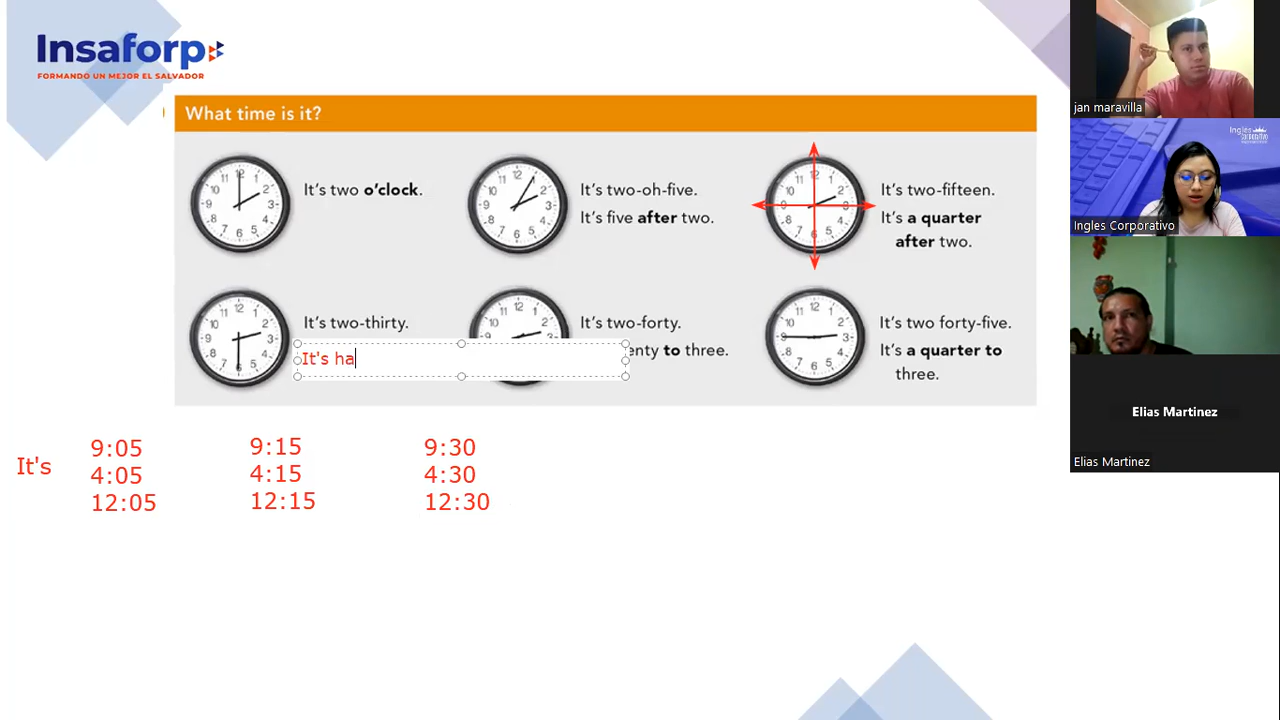 Insaforp
FORMANDO UN MEJOR EL SALVADOR
What time is it?
It's two o'clock.
It's two-oh-five.
It's five after two.
It's two-fifteen.
It's a quarter
after two.
It's two-thirty.
It's ha
It's two-forty.
enty to three.
It's two forty-five.
It's a quarter to
three.
It's
9:05
4:05
12:05
9:15
4:15
12:15
9:30
4:30
12:30
jan maravilla
Ingles Corporativo
Elias Martinez
Elias Martinez